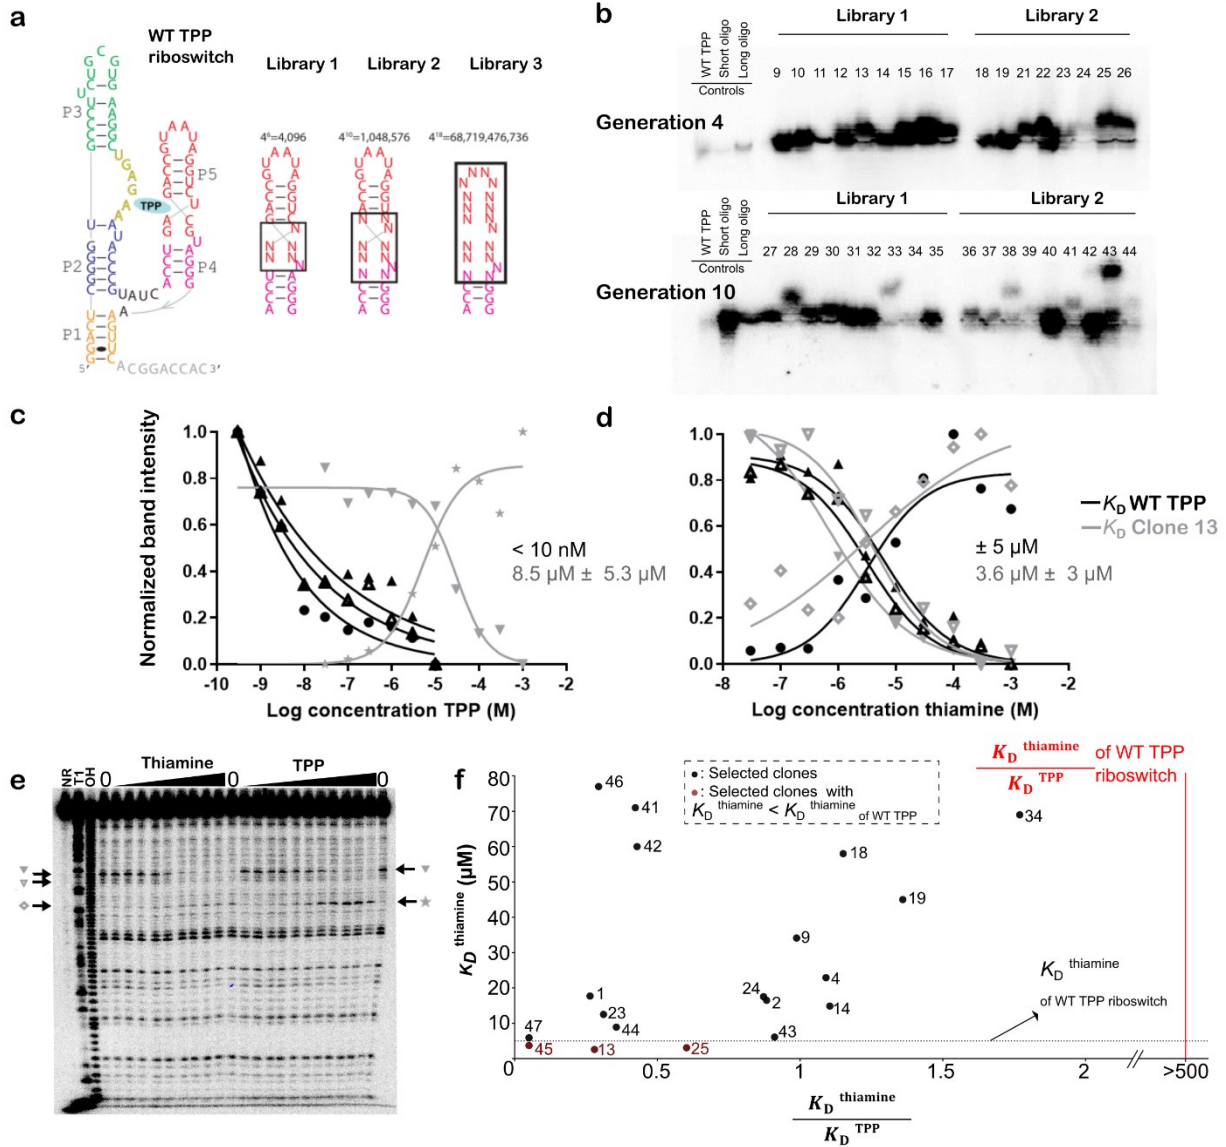 a
WT TPP
riboswitch
Library 1
Library 2
Library 3
4⁶=4,096
4¹⁰=1,048,576
4¹⁸=68,719,476,736
P3
P5
TPP
P2
P4
P1
UAUC
A
5′
ACGGACCAC3′
b
Library 1
Library 2
WT TPP
Short oligo
Long oligo
Controls
9 10 11 12 13 14 15 16 17
18 19 21 22 23 24 25 26
Generation 4
Library 1
Library 2
WT TPP
Short oligo
Long oligo
Controls
27 28 29 30 31 32 33 34 35
36 37 38 39 40 41 42 43 44
Generation 10
c
Normalized band intensity
1.0
0.8
0.6
0.4
0.2
0.0
< 10 nM
8.5 µM ± 5.3 µM
-10 -9 -8 -7 -6 -5 -4 -3 -2
Log concentration TPP (M)
d
1.0
0.8
0.6
0.4
0.2
0.0
K_D WT TPP
K_D Clone 13
± 5 µM
3.6 µM ± 3 µM
-8 -7 -6 -5 -4 -3 -2
Log concentration thiamine (M)
e
NR
T1
OH
0 Thiamine 0 TPP 0
f
K_D thiamine (µM)
80
70
60
50
40
30
20
10
: Selected clones
: Selected clones with
K_D thiamine < K_D thiamine of WT TPP
K_D thiamine / K_D TPP of WT TPP
riboswitch
46
41
42
34
18
19
9
4
24
2
14
1
23
44
43
47
45
13
25
K_D thiamine
of WT TPP riboswitch
0 0.5 1 1.5 2 >500
K_D thiamine / K_D TPP